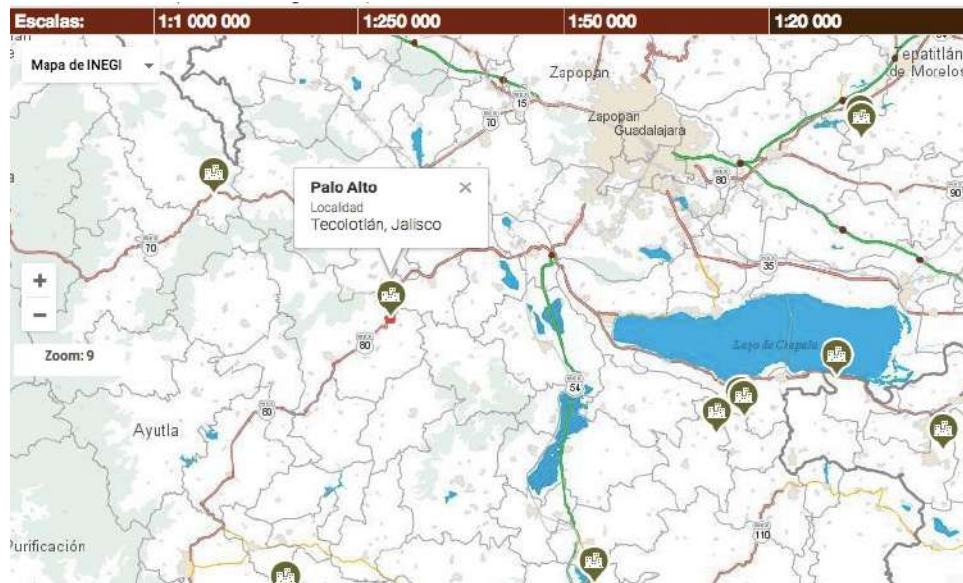 Escalas: 1:1 000 000 1:250 000 1:50 000 1:20 000
Mapa de INEGI
Zapopan
Tepatitlán
de Morelos
15
70
Zapopan
Guadalajara
80
90
Palo Alto
Localidad
Tecolotlán, Jalisco
70
35
Zoom: 9
80
Lago de Chapala
54
80
Ayutla
Purificación
110